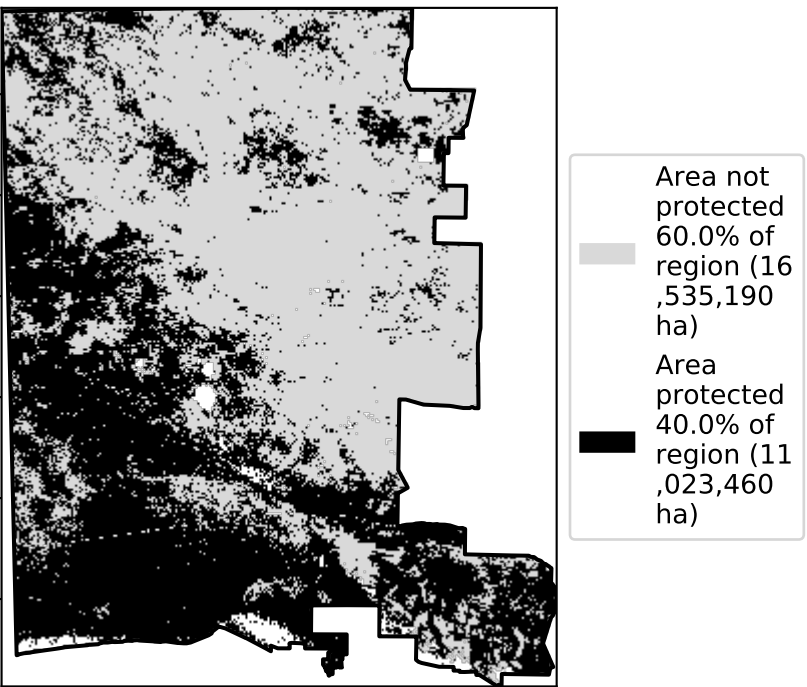 Area not
protected
60.0% of
region (16
,535,190
ha)
Area
protected
40.0% of
region (11
,023,460
ha)